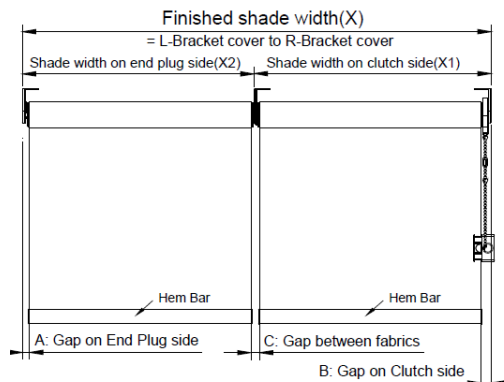 Finished shade width(X)
= L-Bracket cover to R-Bracket cover
Shade width on end plug side(X2)
Shade width on clutch side(X1)
Hem Bar
Hem Bar
A: Gap on End Plug side
C: Gap between fabrics
B: Gap on Clutch side